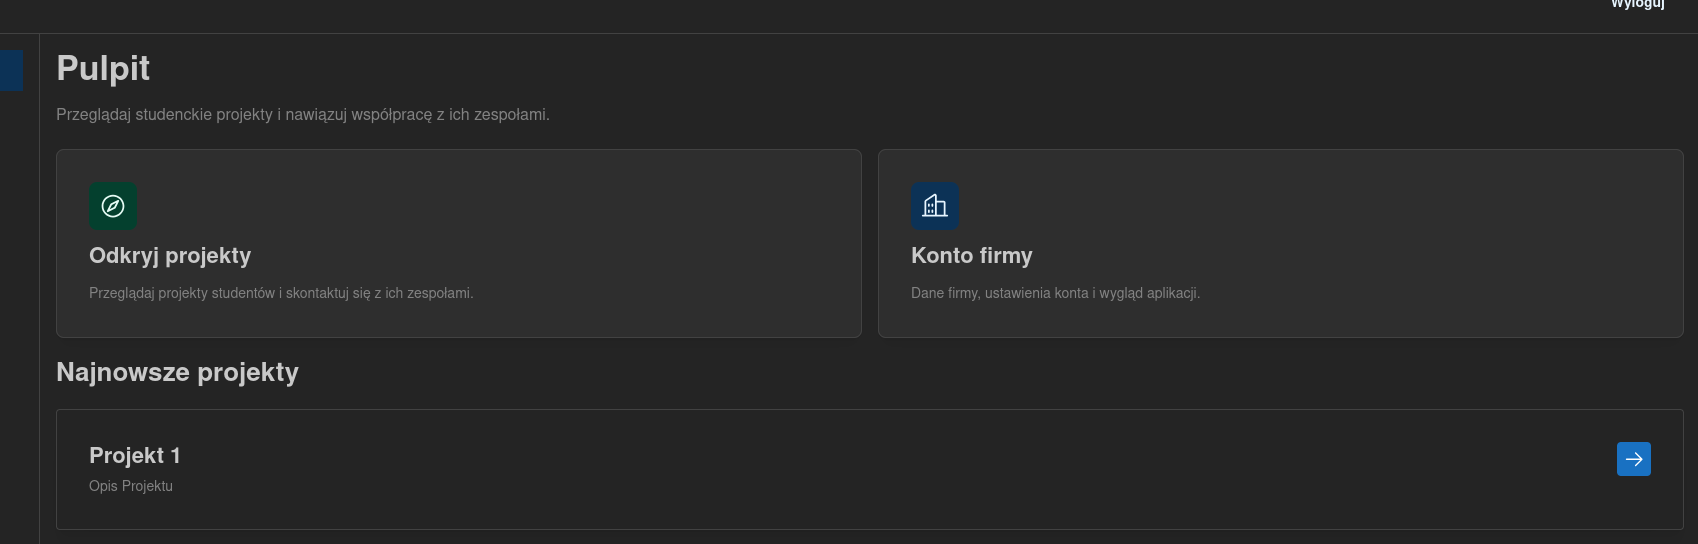 Wyloguj
Pulpit
Przeglądaj studenckie projekty i nawiązuj współpracę z ich zespołami.
Odkryj projekty
Przeglądaj projekty studentów i skontaktuj się z ich zespołami.
Konto firmy
Dane firmy, ustawienia konta i wygląd aplikacji.
Najnowsze projekty
Projekt 1
Opis Projektu